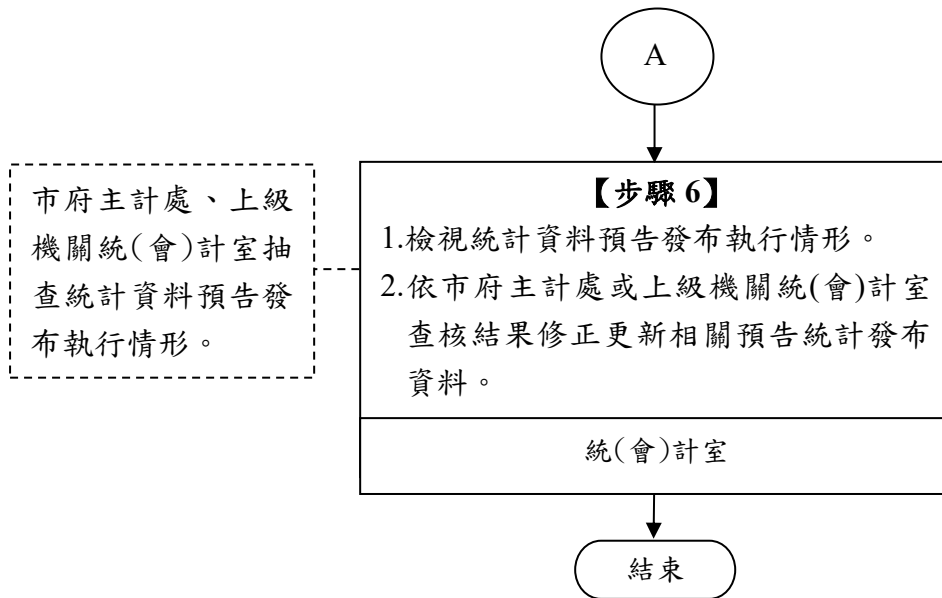 A
市府主計處、上級
機關統(會)計室抽
查統計資料預告發
布執行情形。
【步驟 6】
1.檢視統計資料預告發布執行情形。
2.依市府主計處或上級機關統(會)計室
查核結果修正更新相關預告統計發布
資料。
統(會)計室
結束